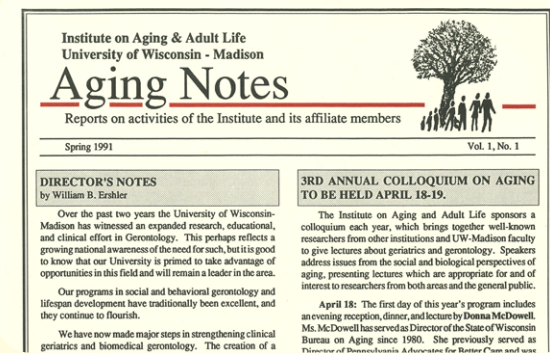 Institute on Aging & Adult Life
University of Wisconsin - Madison
Aging Notes
Reports on activities of the Institute and its affiliate members
Spring 1991
Vol. 1, No. 1
DIRECTOR'S NOTES
by William B. Ershler
Over the past two years the University of Wisconsin-
Madison has witnessed an expanded research, educational,
and clinical effort in Gerontology. This perhaps reflects a
growing national awareness of the need for such, but it is good
to know that our University is primed to take advantage of
opportunities in this field and will remain a leader in the area.
Our programs in social and behavioral gerontology and
lifespan development have traditionally been excellent, and
they continue to flourish.
We have now made major steps in strengthening clinical
geriatrics and biomedical gerontology. The creation of a
3RD ANNUAL COLLOQUIUM ON AGING
TO BE HELD APRIL 18-19.
The Institute on Aging and Adult Life sponsors a
colloquium each year, which brings together well-known
researchers from other institutions and UW-Madison faculty
to give lectures about geriatrics and gerontology. Speakers
address issues from the social and biological perspectives of
aging, presenting lectures which are appropriate for and of
interest to researchers from both areas and the general public.
April 18: The first day of this year's program includes
an evening reception, dinner, and lecture by Donna McDowell.
Ms. McDowell has served as Director of the State of Wisconsin
Bureau on Aging since 1980. She previously served as
Director of Pennsylvania Advocates for Better Care and was